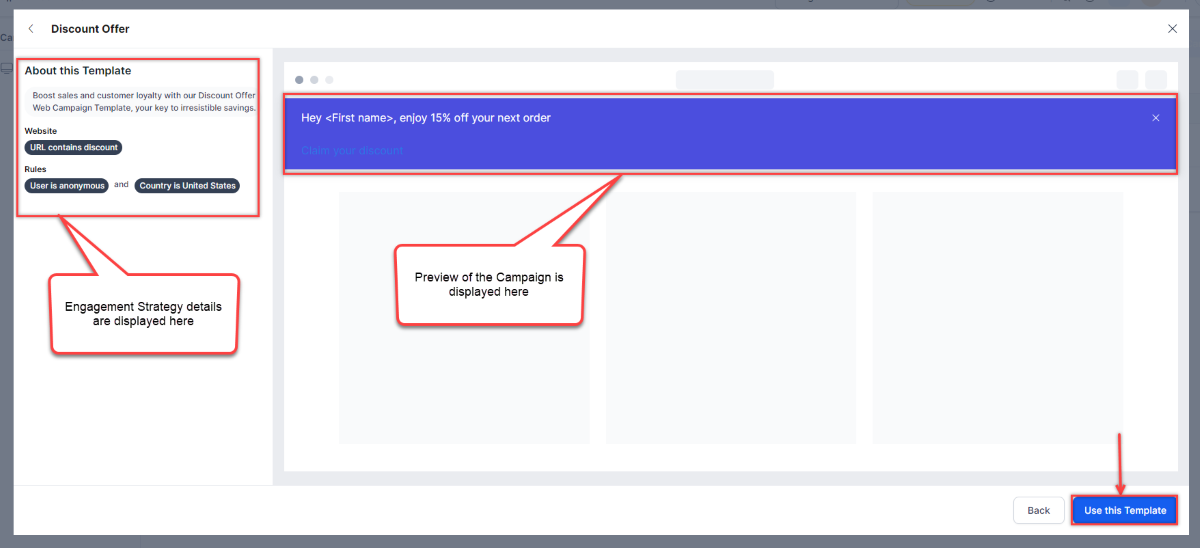 Discount Offer
About this Template
Boost sales and customer loyalty with our Discount Offer
Web Campaign Template, your key to irresistible savings.
Website
URL contains discount
Rules
User is anonymous and Country is United States
Engagement Strategy details
are displayed here
Hey <First name>, enjoy 15% off your next order
Claim your discount
Preview of the Campaign is
displayed here
Back
Use this Template